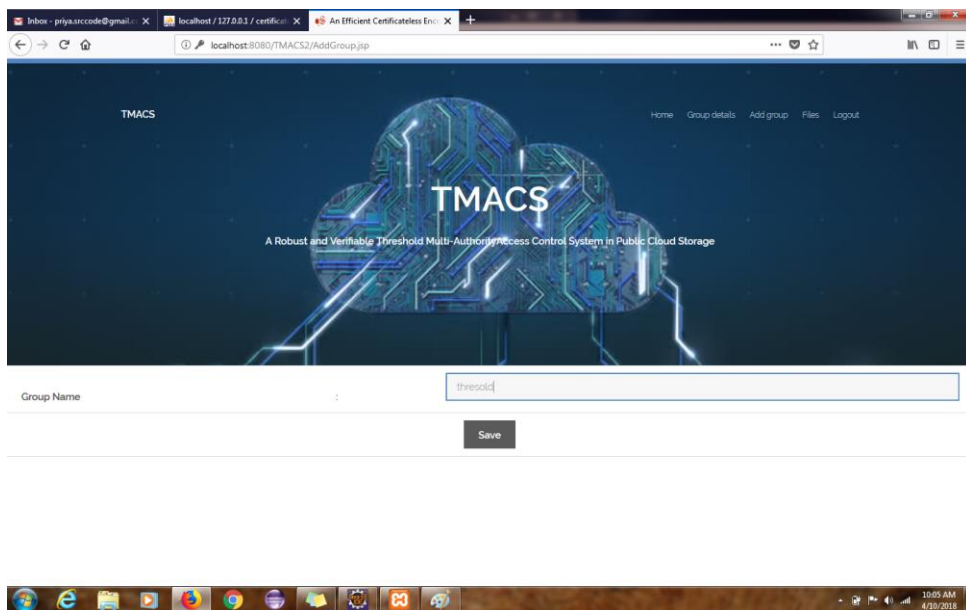 Inbox - priya.srccode@gmail.c
localhost / 127.0.0.1 / certificat
An Efficient Certificateless Enc
localhost:8080/TMACS2/AddGroup.jsp
TMACS
Home Group details Add group Files Logout
TMACS
A Robust and Verifiable Threshold Multi-AuthorityAccess Control System in Public Cloud Storage
Group Name : thresold
Save
10:05 AM
4/10/2018